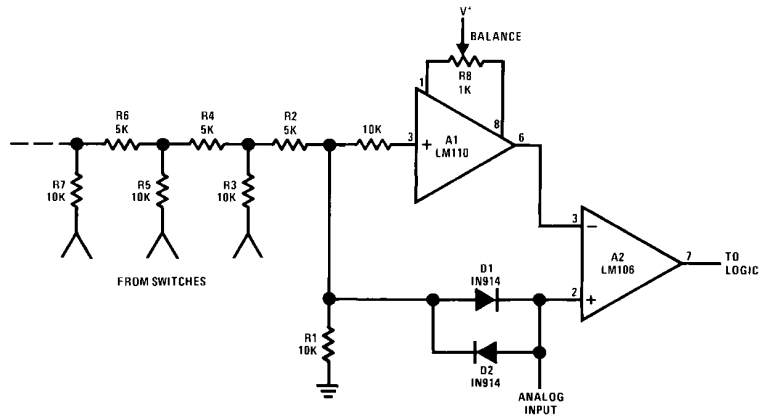 V+
BALANCE
R8
1K
1
8
R6
5K
R4
5K
R2
5K
10K
3
+
A1
LM110
6
R7
10K
R5
10K
R3
10K
FROM SWITCHES
3
−
A2
LM106
7
TO
LOGIC
2
+
D1
IN914
R1
10K
D2
IN914
ANALOG
INPUT